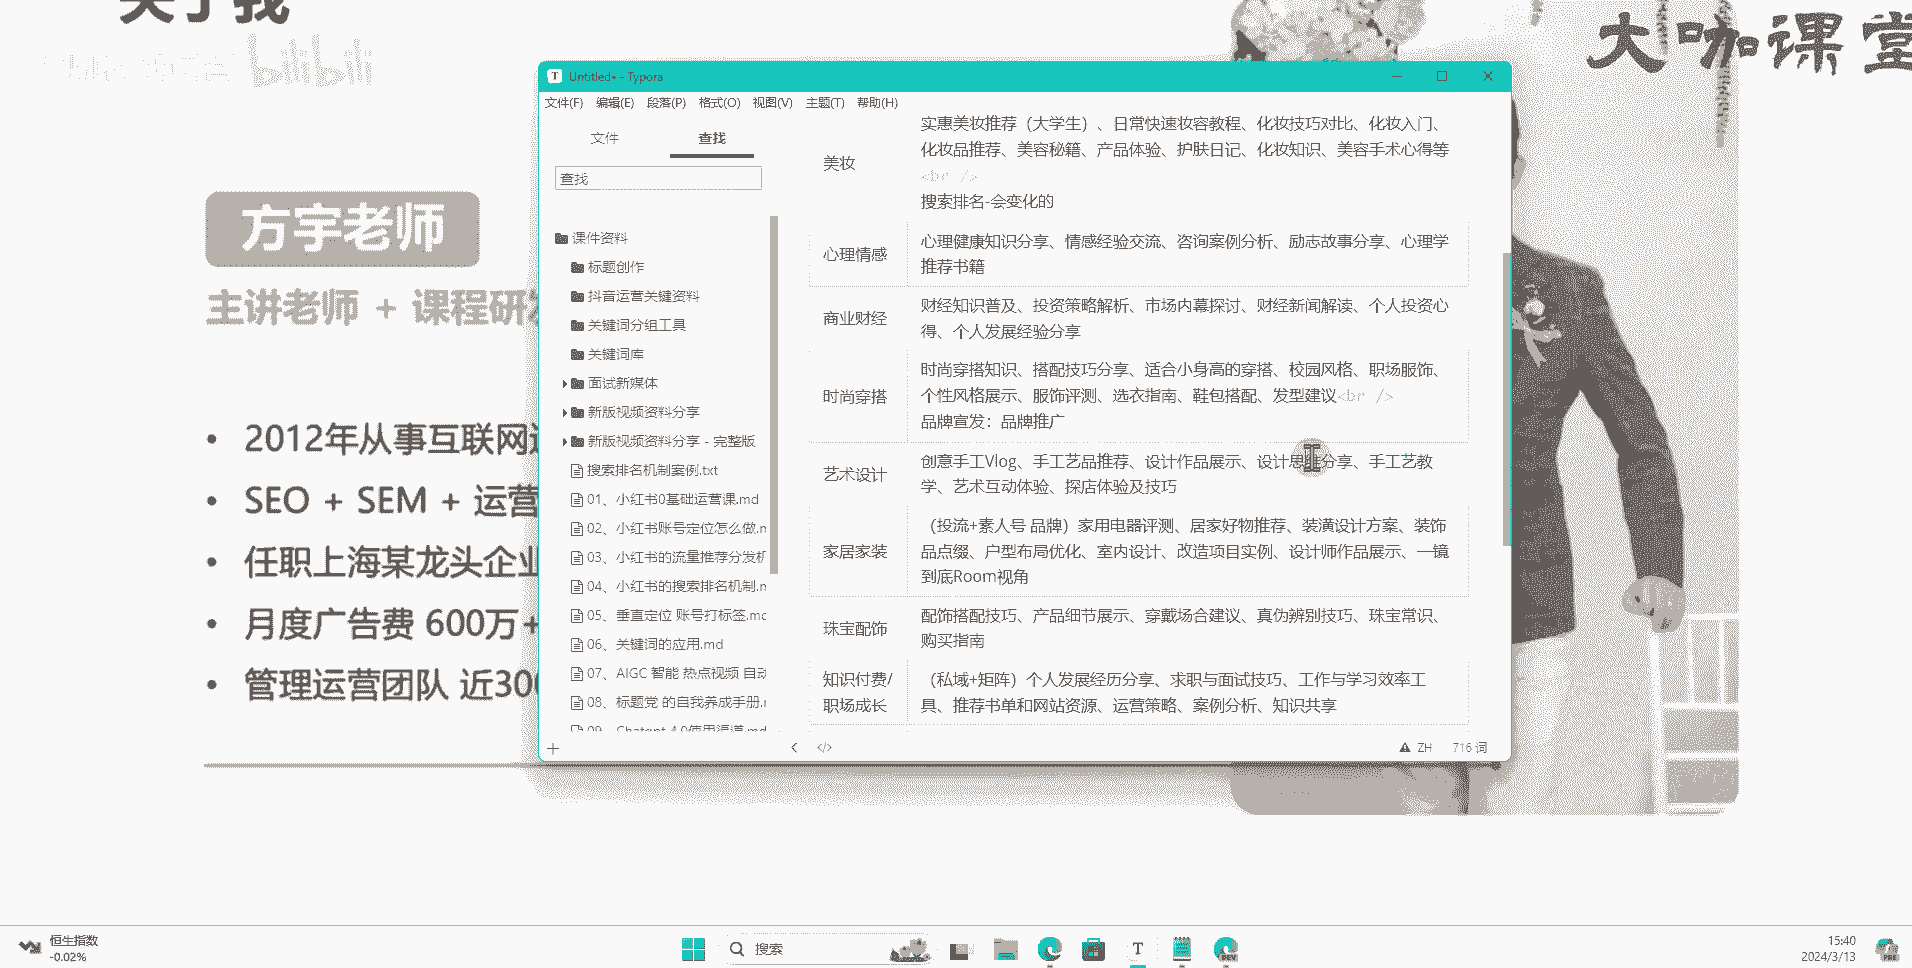 关于我
bilibili
大咖课堂
方宇老师
主讲老师 + 课程研发
2012年从事互联网运
SEO + SEM + 运营
任职上海某龙头企业
月度广告费 600万+
管理运营团队 近300
Untitled• - Typora
文件(F) 编辑(E) 段落(P) 格式(O) 视图(V) 主题(T) 帮助(H)
文件 查找
查找
课件资料
标题创作
抖音运营关键资料
关键词分组工具
关键词库
面试新媒体
新版视频资料分享
新版视频资料分享 - 完整版
搜索排名机制案例.txt
01、小红书0基础运营课.md
02、小红书账号定位怎么做.m
03、小红书的流量推荐分发机
04、小红书的搜索排名机制.m
05、垂直定位 账号打标签.md
06、关键词的应用.md
07、AIGC 智能 热点视频 自动
08、标题党 的自我养成手册.m
09、Chatgpt 4.0使用渠道.md
美妆
实惠美妆推荐（大学生）、日常快速妆容教程、化妆技巧对比、化妆入门、
化妆品推荐、美容秘籍、产品体验、护肤日记、化妆知识、美容手术心得等
<br />
搜索排名-会变化的
心理情感
心理健康知识分享、情感经验交流、咨询案例分析、励志故事分享、心理学
推荐书籍
商业财经
财经知识普及、投资策略解析、市场内幕探讨、财经新闻解读、个人投资心
得、个人发展经验分享
时尚穿搭
时尚穿搭知识、搭配技巧分享、适合小身高的穿搭、校园风格、职场服饰、
个性风格展示、服饰评测、选衣指南、鞋包搭配、发型建议<br />
品牌宣发：品牌推广
艺术设计
创意手工Vlog、手工艺品推荐、设计作品展示、设计思维分享、手工艺教
学、艺术互动体验、探店体验及技巧
家居家装
（投流+素人号 品牌）家用电器评测、居家好物推荐、装潢设计方案、装饰
品点缀、户型布局优化、室内设计、改造项目实例、设计师作品展示、一镜
到底Room视角
珠宝配饰
配饰搭配技巧、产品细节展示、穿戴场合建议、真伪辨别技巧、珠宝常识、
购买指南
知识付费/
职场成长
（私域+矩阵）个人发展经历分享、求职与面试技巧、工作与学习效率工
具、推荐书单和网站资源、运营策略、案例分析、知识共享
ZH 716 词
恒生指数
-0.02%
搜索
T
DEV
15:40
2024/3/13
PRE